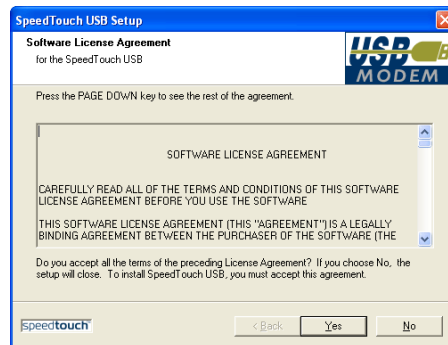 SpeedTouch USB Setup
Software License Agreement
for the SpeedTouch USB
USB
MODEM
Press the PAGE DOWN key to see the rest of the agreement.
SOFTWARE LICENSE AGREEMENT
CAREFULLY READ ALL OF THE TERMS AND CONDITIONS OF THIS SOFTWARE
LICENSE AGREEMENT BEFORE YOU USE THE SOFTWARE
THIS SOFTWARE LICENSE AGREEMENT (THIS "AGREEMENT") IS A LEGALLY
BINDING AGREEMENT BETWEEN THE PURCHASER OF THE SOFTWARE (THE
Do you accept all the terms of the preceding License Agreement? If you choose No, the
setup will close. To install SpeedTouch USB, you must accept this agreement.
speedtouch
< Back
Yes
No